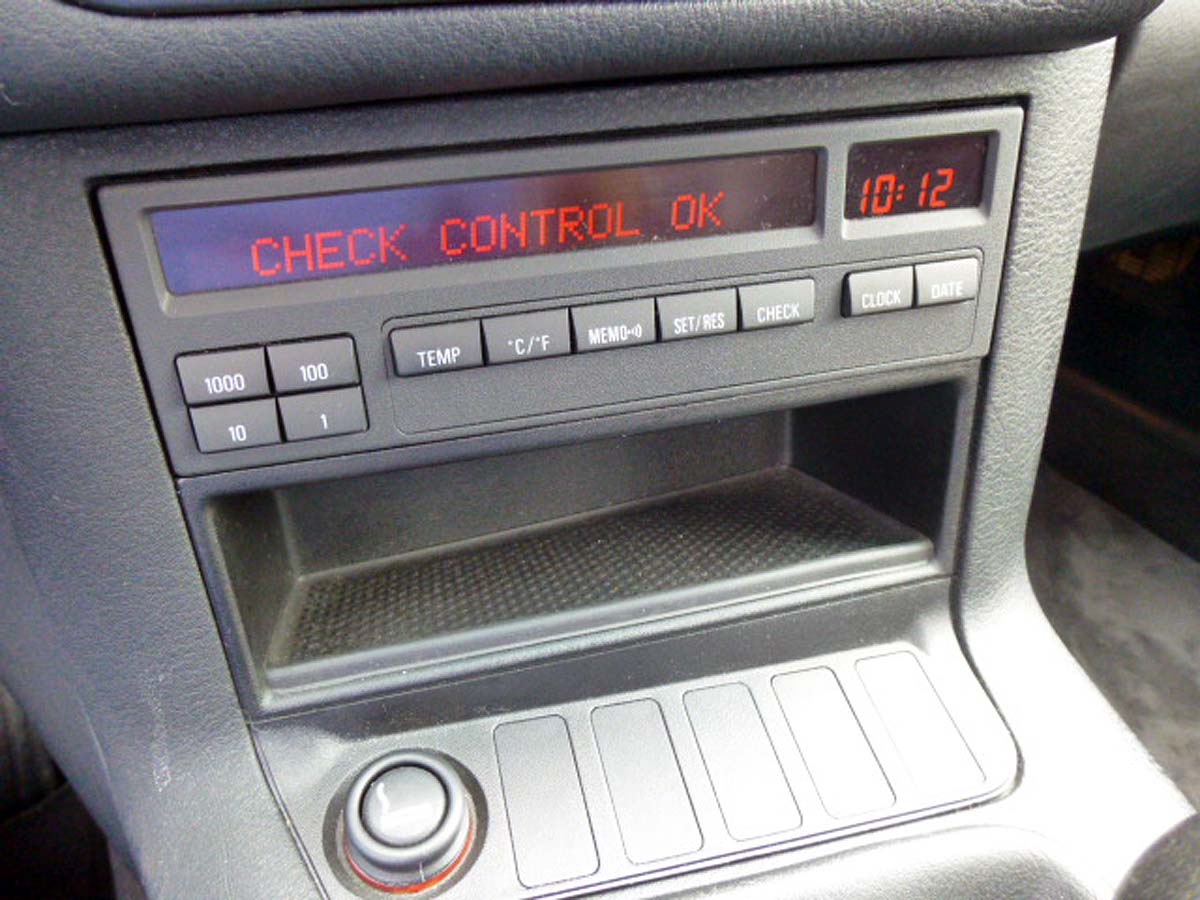 CHECK CONTROL OK
10:12
TEMP °C/°F MEMO SET/RES CHECK CLOCK DATE
1000 100
10 1